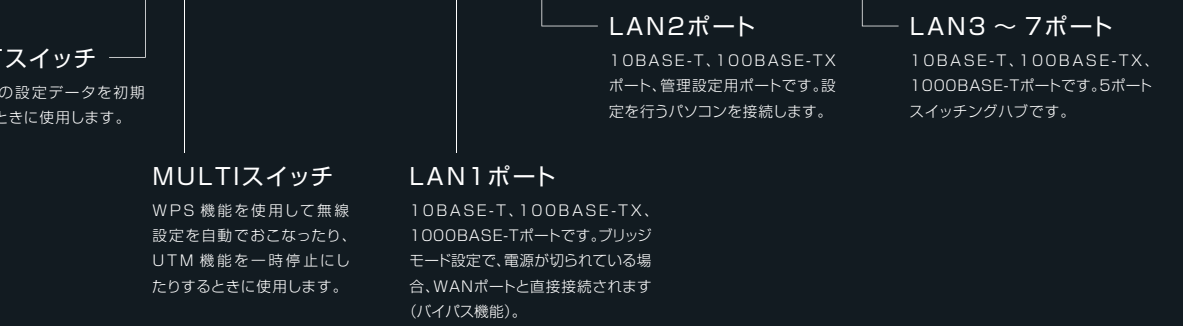 Tスイッチ
の設定データを初期
ときに使用します。
MULTIスイッチ
WPS 機能を使用して無線
設定を自動でおこなったり、
UTM 機能を一時停止にし
たりするときに使用します。
LAN1ポート
10BASE-T、100BASE-TX、
1000BASE-Tポートです。ブリッジ
モード設定で、電源が切られている場
合、WANポートと直接接続されます
(バイパス機能)。
LAN2ポート
10BASE-T、100BASE-TX
ポート、管理設定用ポートです。設
定を行うパソコンを接続します。
LAN3 ～ 7ポート
10BASE-T、100BASE-TX、
1000BASE-Tポートです。5ポート
スイッチングハブです。